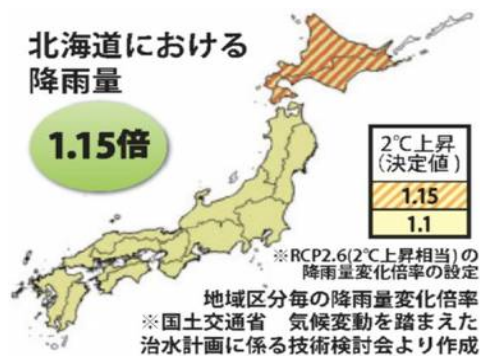 北海道における
降雨量
1.15倍
2℃上昇
(決定値)
1.15
1.1
※RCP2.6(2℃上昇相当)の
降雨量変化倍率の設定
地域区分毎の降雨量変化倍率
※国土交通省 気候変動を踏まえた
治水計画に係る技術検討会より作成